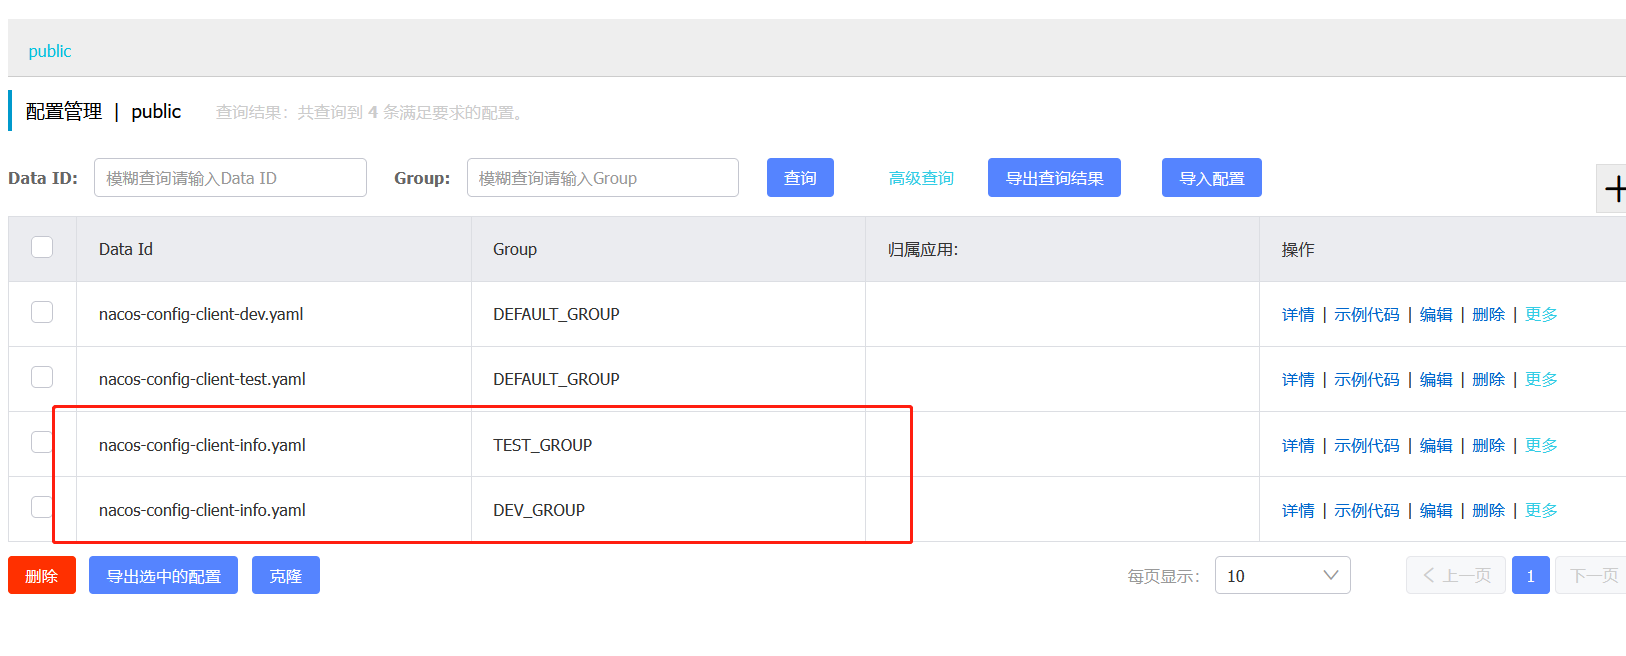 public
配置管理 | public 查询结果：共查询到 4 条满足要求的配置。
Data ID: 模糊查询请输入Data ID Group: 模糊查询请输入Group 查询 高级查询 导出查询结果 导入配置
Data Id Group 归属应用: 操作
nacos-config-client-dev.yaml DEFAULT_GROUP 详情 | 示例代码 | 编辑 | 删除 | 更多
nacos-config-client-test.yaml DEFAULT_GROUP 详情 | 示例代码 | 编辑 | 删除 | 更多
nacos-config-client-info.yaml TEST_GROUP 详情 | 示例代码 | 编辑 | 删除 | 更多
nacos-config-client-info.yaml DEV_GROUP 详情 | 示例代码 | 编辑 | 删除 | 更多
删除 导出选中的配置 克隆 每页显示: 10 上一页 1 下一页